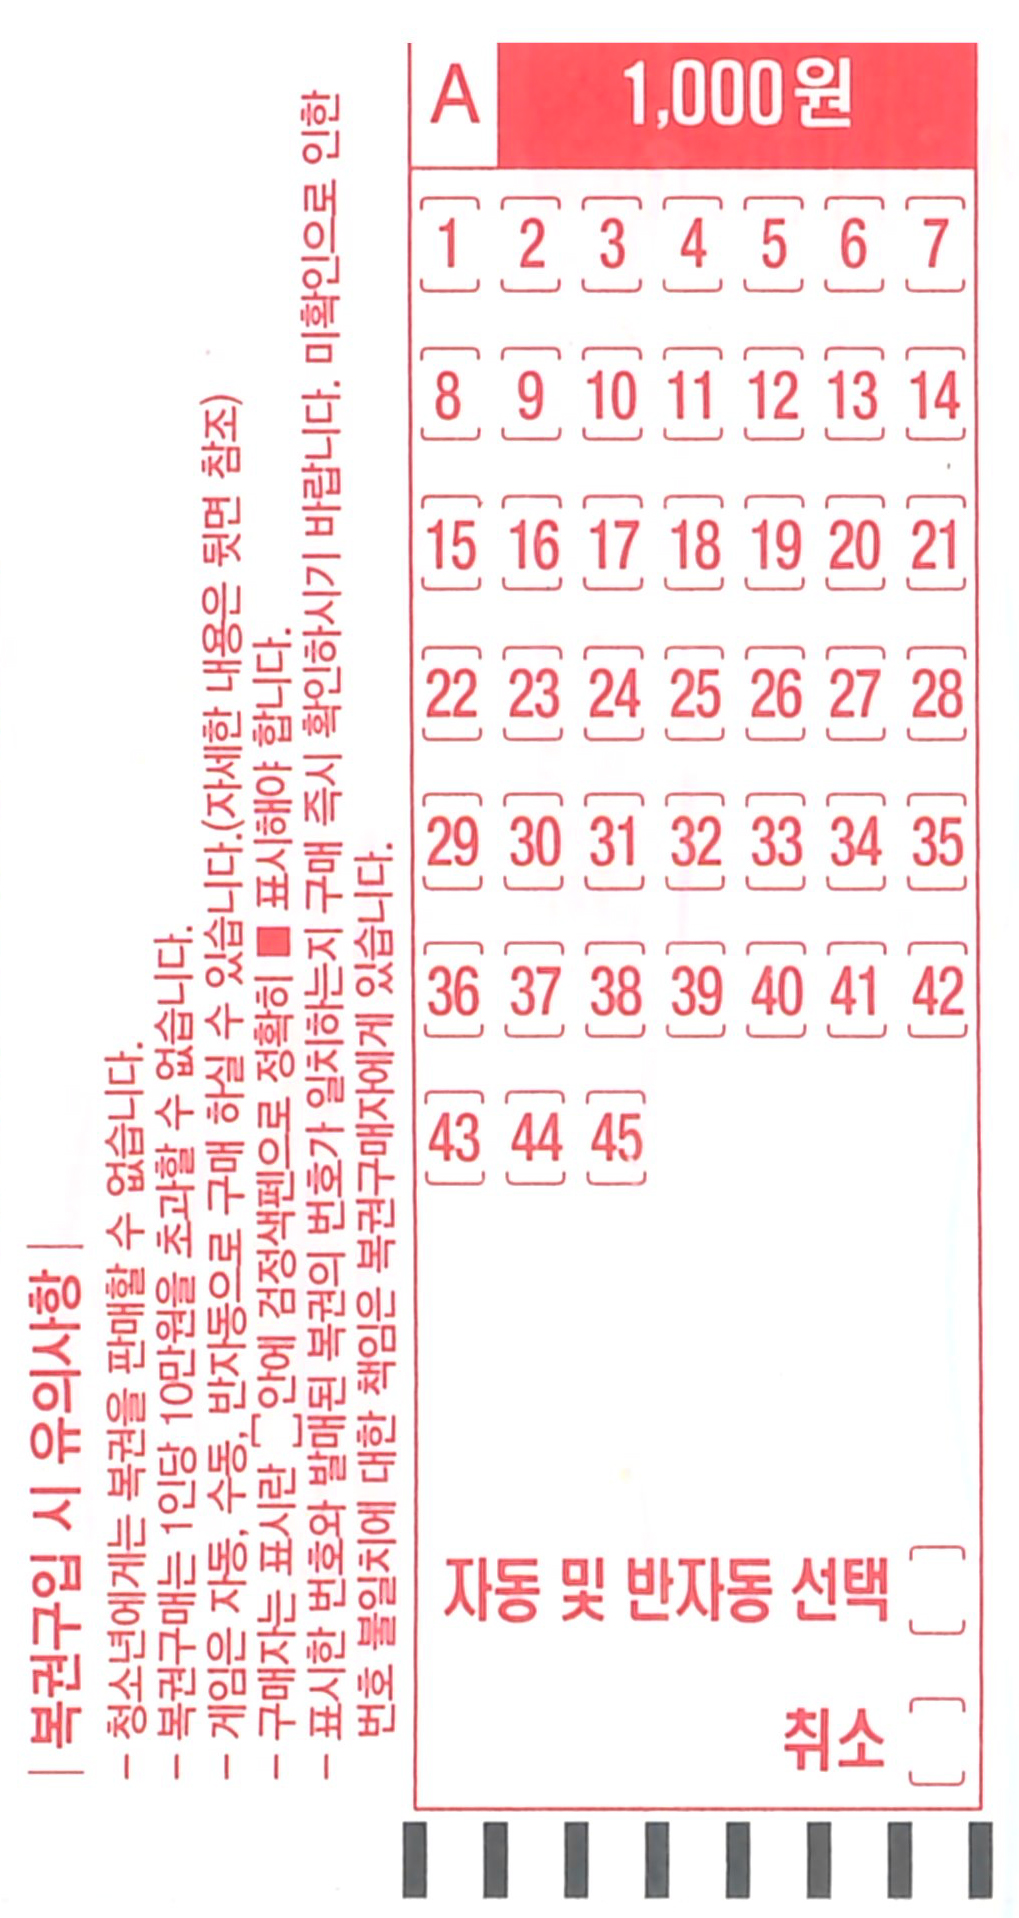 | 복권구입 시 유의사항 |
- 청소년에게는 복권을 판매할 수 없습니다.
- 복권구매는 1인당 10만원을 초과할 수 없습니다.
- 게임은 자동, 수동, 반자동으로 구매 하실 수 있습니다.(자세한 내용은 뒷면 참조)
- 구매자는 표시란 [ ]안에 검정색펜으로 정확히 ■ 표시해야 합니다.
- 표시한 번호와 발매된 복권의 번호가 일치하는지 구매 즉시 확인하시기 바랍니다. 미확인으로 인한
번호 불일치에 대한 책임은 복권구매자에게 있습니다.
A 1,000원
1 2 3 4 5 6 7
8 9 10 11 12 13 14
15 16 17 18 19 20 21
22 23 24 25 26 27 28
29 30 31 32 33 34 35
36 37 38 39 40 41 42
43 44 45
자동 및 반자동 선택
취소